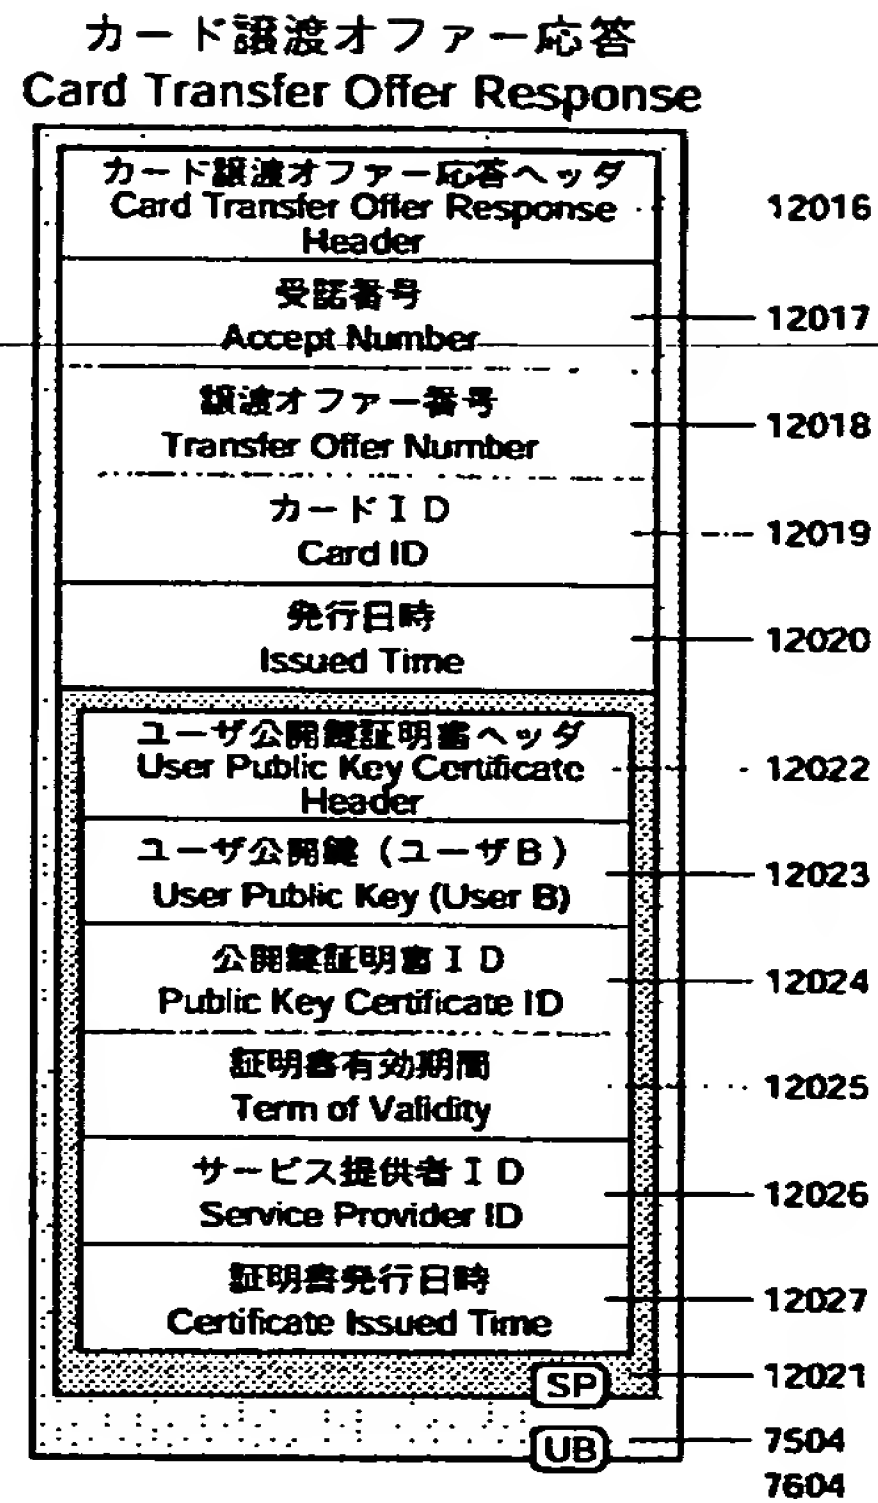 カード譲渡オファー応答
Card Transfer Offer Response
カード譲渡オファー応答ヘッダ
Card Transfer Offer Response
Header
12016
受諾番号
Accept Number
12017
譲渡オファー番号
Transfer Offer Number
12018
カードID
Card ID
12019
発行日時
Issued Time
12020
ユーザ公開鍵証明書ヘッダ
User Public Key Certificate
Header
12022
ユーザ公開鍵（ユーザB）
User Public Key (User B)
12023
公開鍵証明書ID
Public Key Certificate ID
12024
証明書有効期間
Term of Validity
12025
サービス提供者ID
Service Provider ID
12026
証明書発行日時
Certificate Issued Time
12027
SP
12021
UB
7504
7604